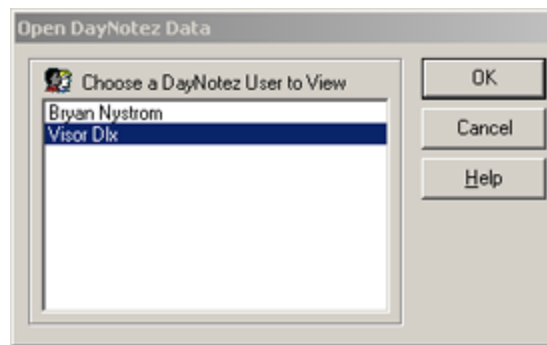 Open DayNotez Data
Choose a DayNotez User to View
Bryan Nystrom
Visor Dlx
OK
Cancel
Help